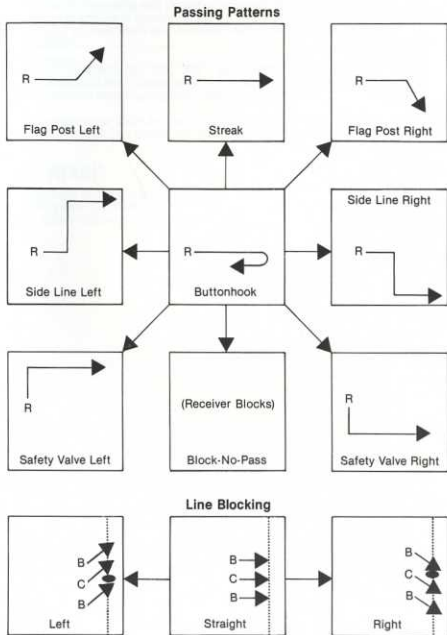 Passing Patterns
R
Flag Post Left
R
Streak
R
Flag Post Right
R
Side Line Left
R
Buttonhook
Side Line Right
R
R
Safety Valve Left
(Receiver Blocks)
Block-No-Pass
R
Safety Valve Right
Line Blocking
B
C
B
Left
B
C
B
Straight
B
C
B
Right